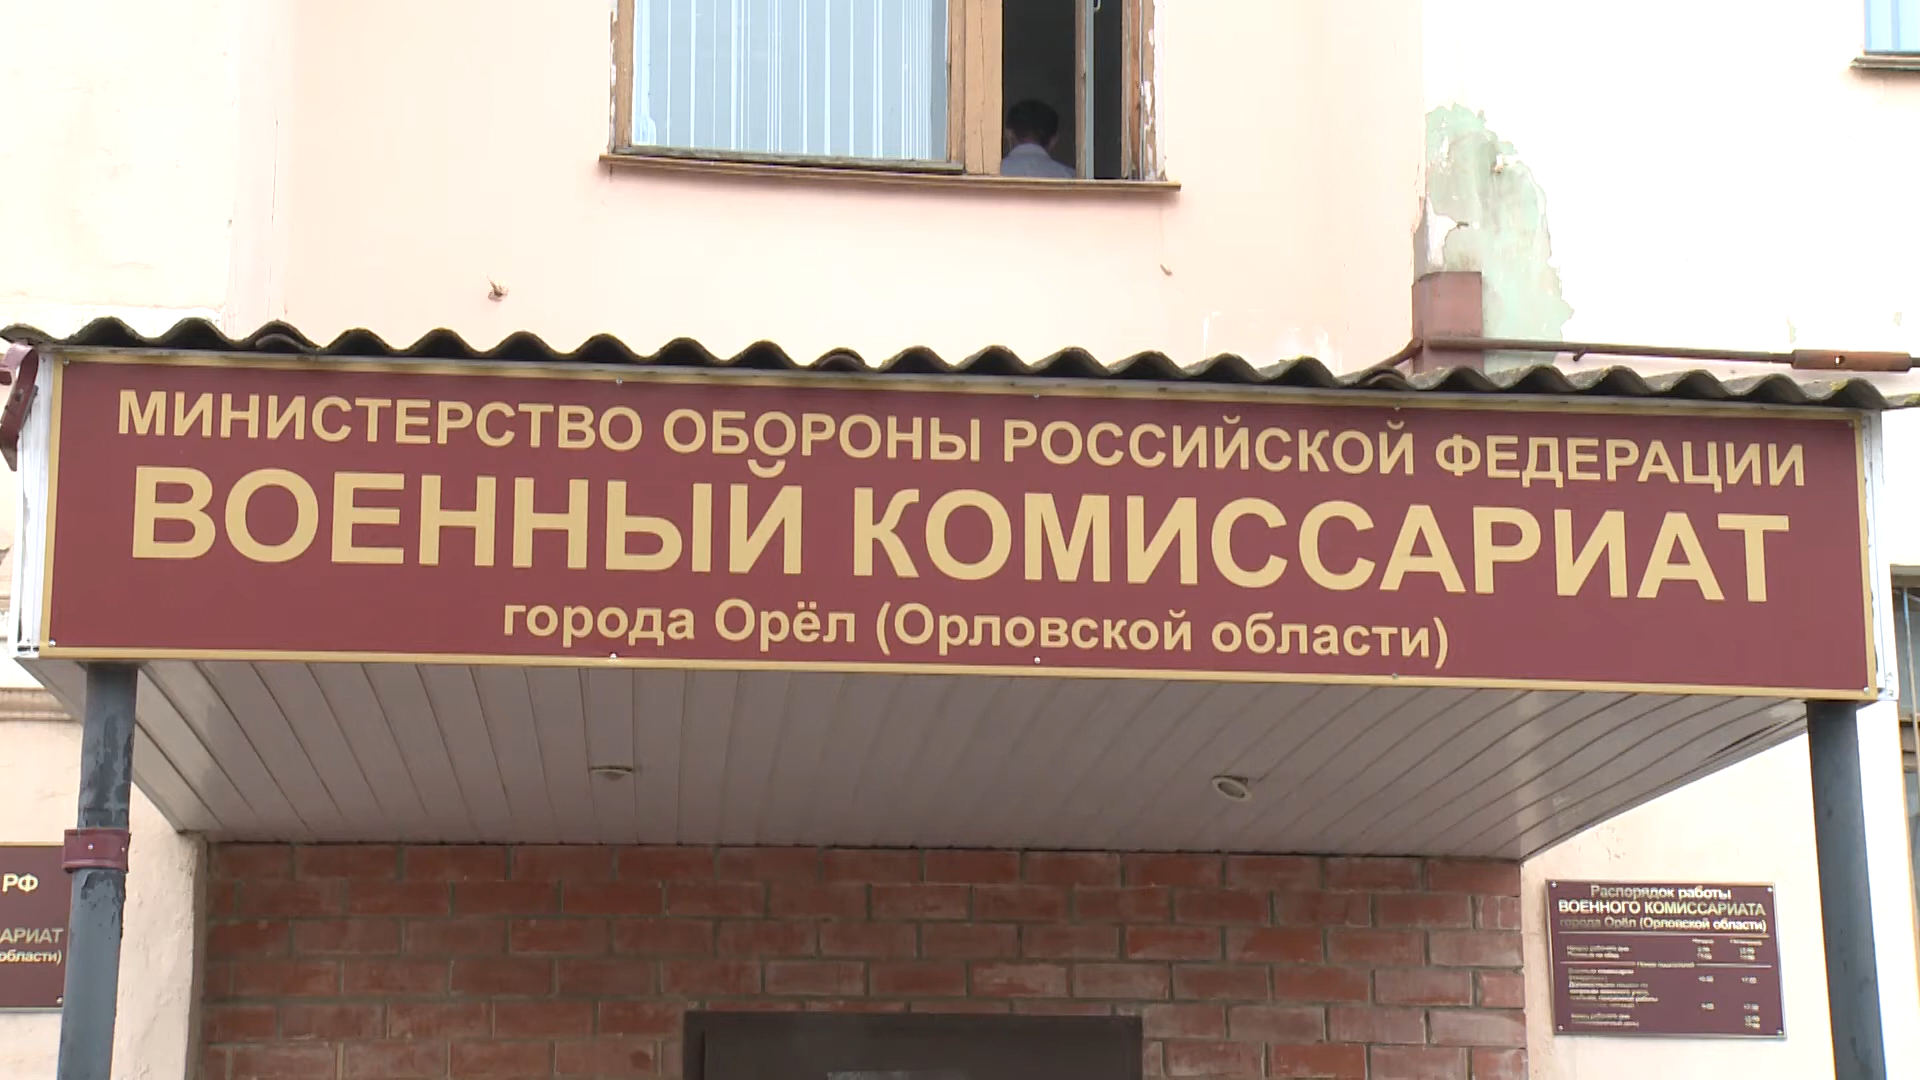 МИНИСТЕРСТВО ОБОРОНЫ РОССИЙСКОЙ ФЕДЕРАЦИИ
ВОЕННЫЙ КОМИССАРИАТ
города Орёл (Орловской области)
РФ
области)
Распорядок работы
ВОЕННОГО КОМИССАРИАТА
города Орёл (Орловской области)